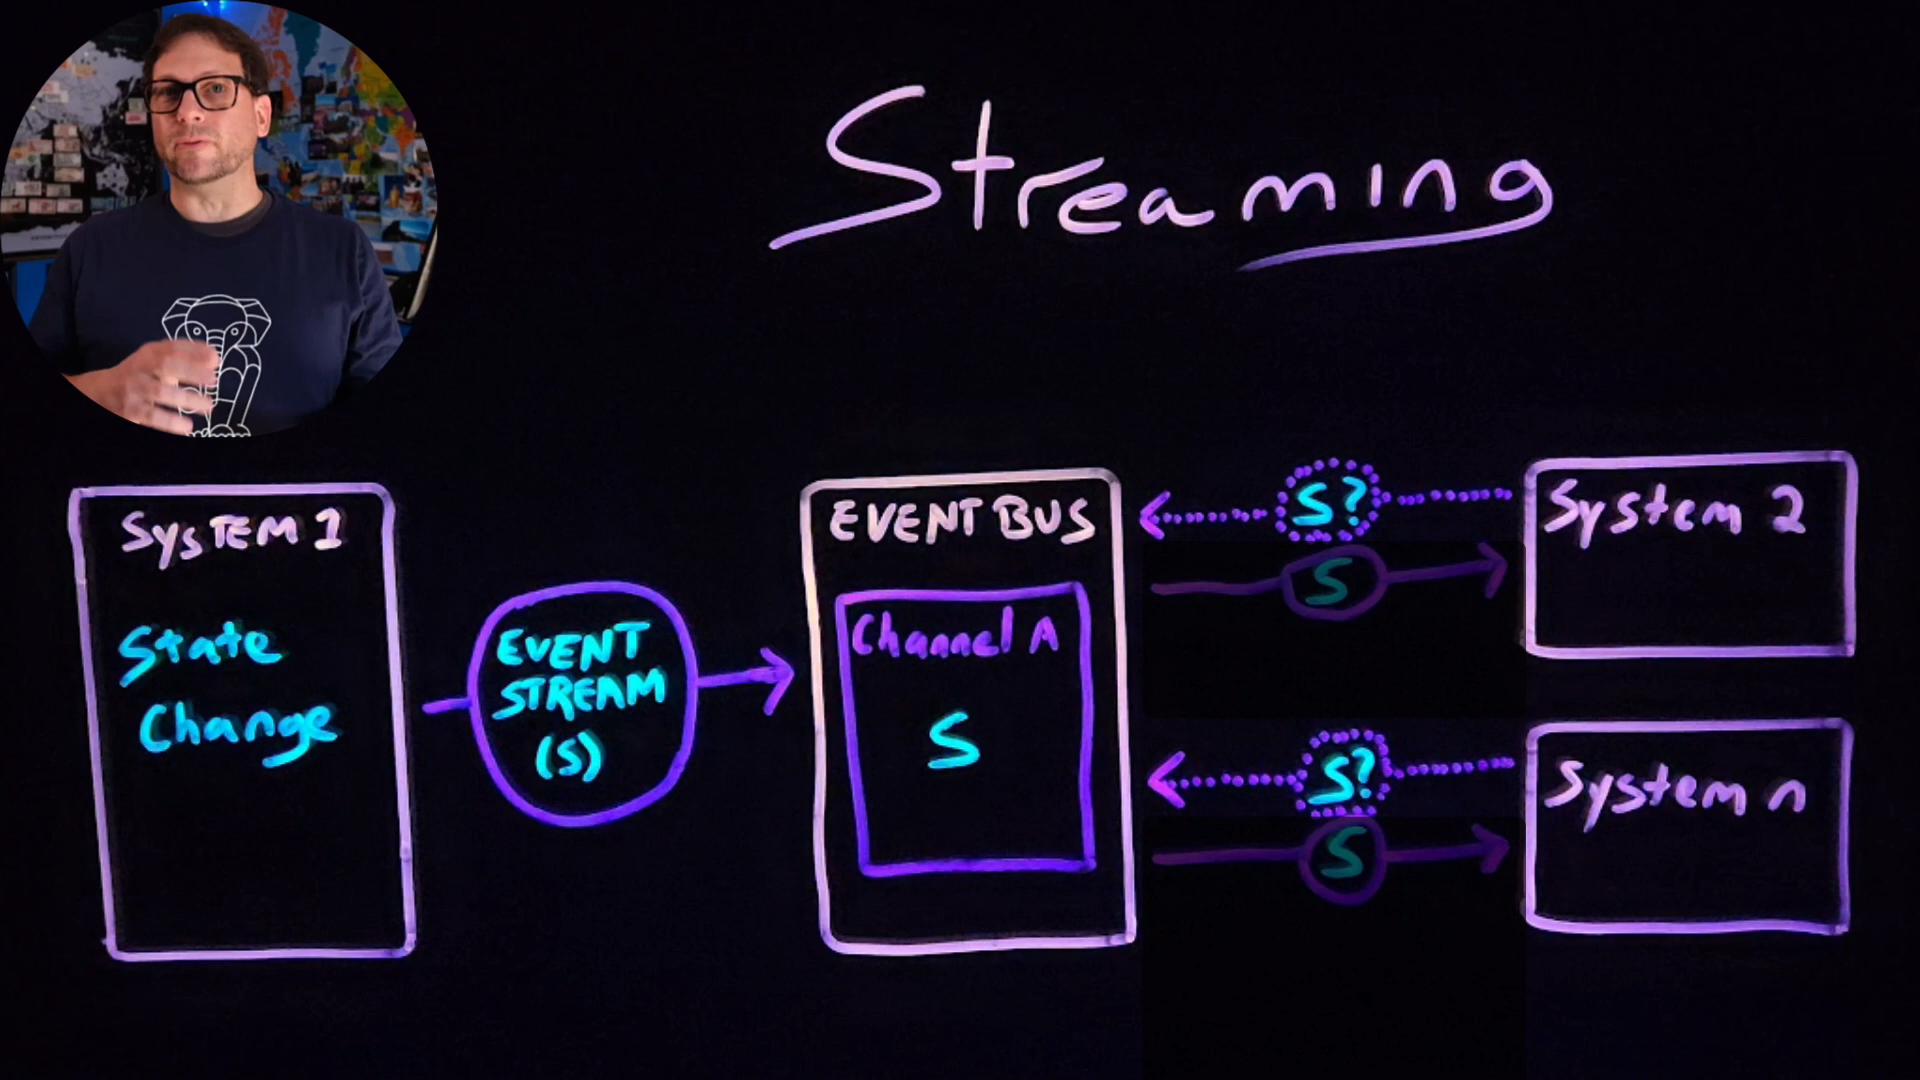 Streaming
SYSTEM 1
State
Change
EVENT
STREAM
(S)
EVENT BUS
Channel A
S
S?
S
System 2
S?
S
System n